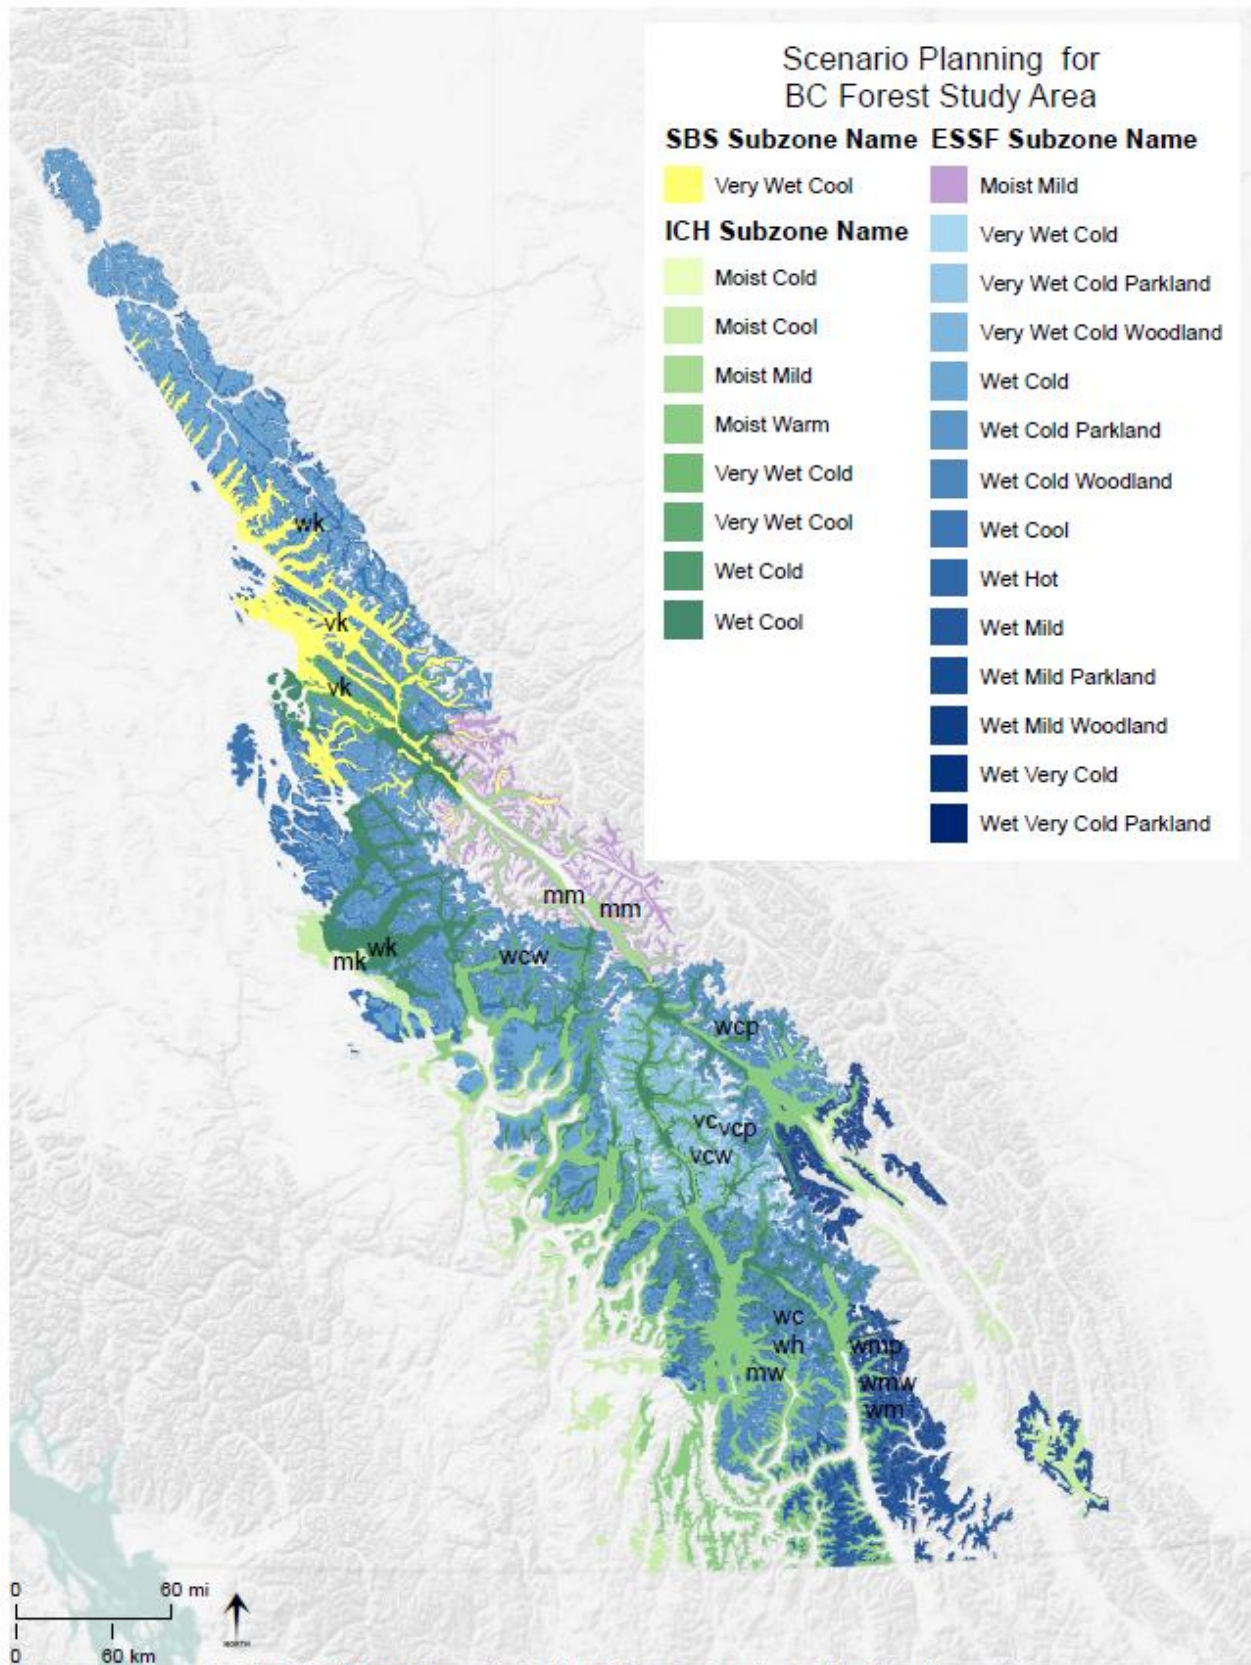 Scenario Planning for
BC Forest Study Area
SBS Subzone Name
Very Wet Cool
ICH Subzone Name
Moist Cold
Moist Cool
Moist Mild
Moist Warm
Very Wet Cold
Very Wet Cool
Wet Cold
Wet Cool
ESSF Subzone Name
Moist Mild
Very Wet Cold
Very Wet Cold Parkland
Very Wet Cold Woodland
Wet Cold
Wet Cold Parkland
Wet Cold Woodland
Wet Cool
Wet Hot
Wet Mild
Wet Mild Parkland
Wet Mild Woodland
Wet Very Cold
Wet Very Cold Parkland
wk
vk
vk
mm
mm
wk
mk
wcw
wcp
vc
vcp
vcw
wc
wh
mw
wmp
wmw
wm
0 60 mi
0 60 km
NORTH